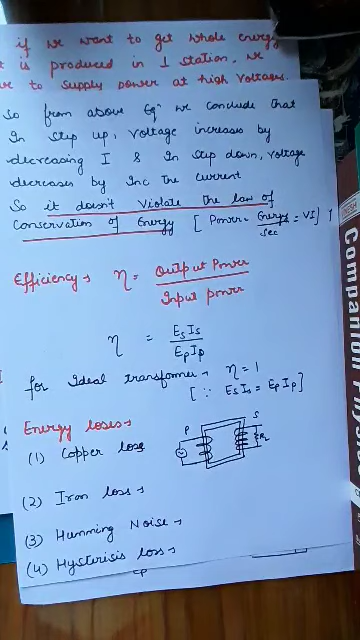 if we want to get whole energy
t is produced in 1 station, we
ve to supply power at high voltages.
So from above Eqn we conclude that
In step up, voltage increases by
decreasing I & In step down, voltage
decreases by Inc the current
So it doesn't violate the law of
Conservation of Energy [ Power = Energy/Sec = VI ]
Efficiency → η = Output Power / Input power
η = EsIs / EpIp
for Ideal transformer → η = 1
[ ∵ EsIs = EpIp ]
Energy loses →
(1) Copper loss
P S
RL
(2) Iron loss →
(3) Humming Noise →
(4) Hysterisis loss →
Companion